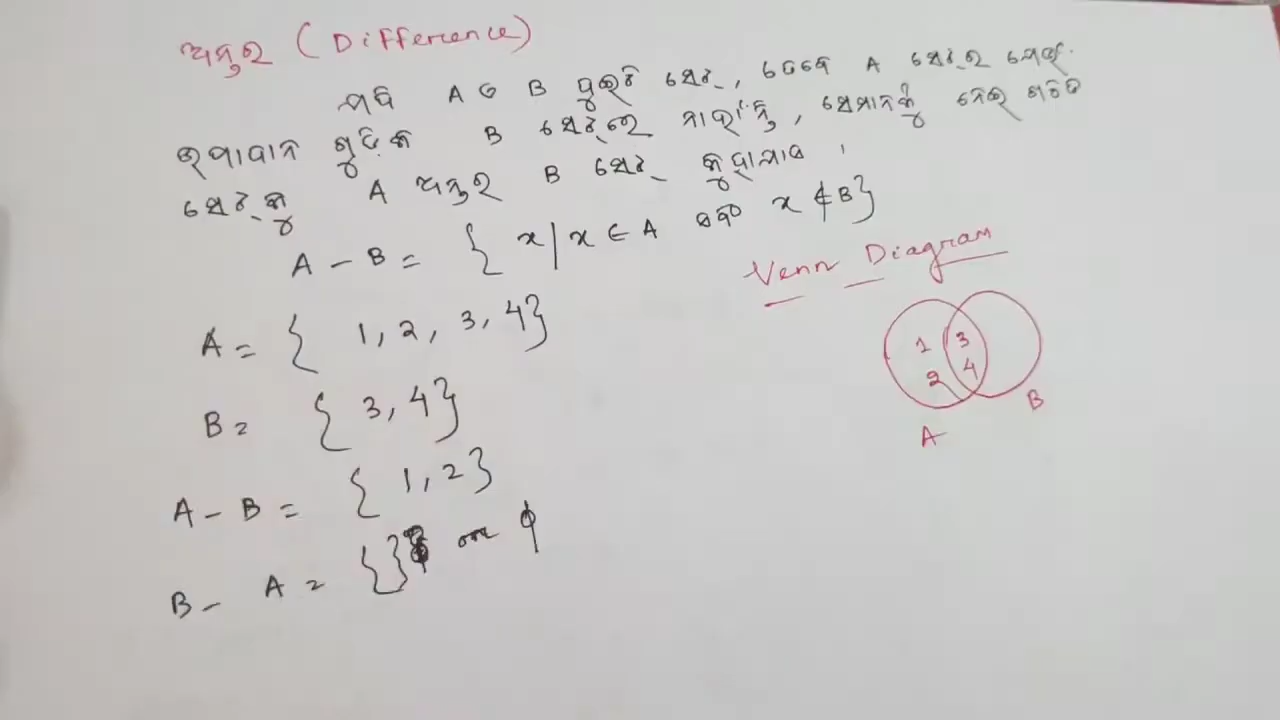 ଅନ୍ତର (Difference)
ଯଦି A ଓ B ଦୁଇଟି ସେଟ୍, ତେବେ A ସେଟ୍‌ର ଯେଉଁ
ଉପାଦାନ ଗୁଡ଼ିକ B ସେଟ୍‌ରେ ନାହାଁନ୍ତି, ସେମାନଙ୍କୁ ନେଇ ଗଠିତ
ସେଟ୍‌କୁ A ଅନ୍ତର B ସେଟ୍ କୁହାଯାଏ ।
A - B = { x | x ∈ A ଏବଂ x ∉ B}
A = { 1, 2, 3, 4}
B = { 3, 4}
A - B = { 1, 2}
B - A = { } or ϕ
Venn Diagram
1 3
2 4
A B